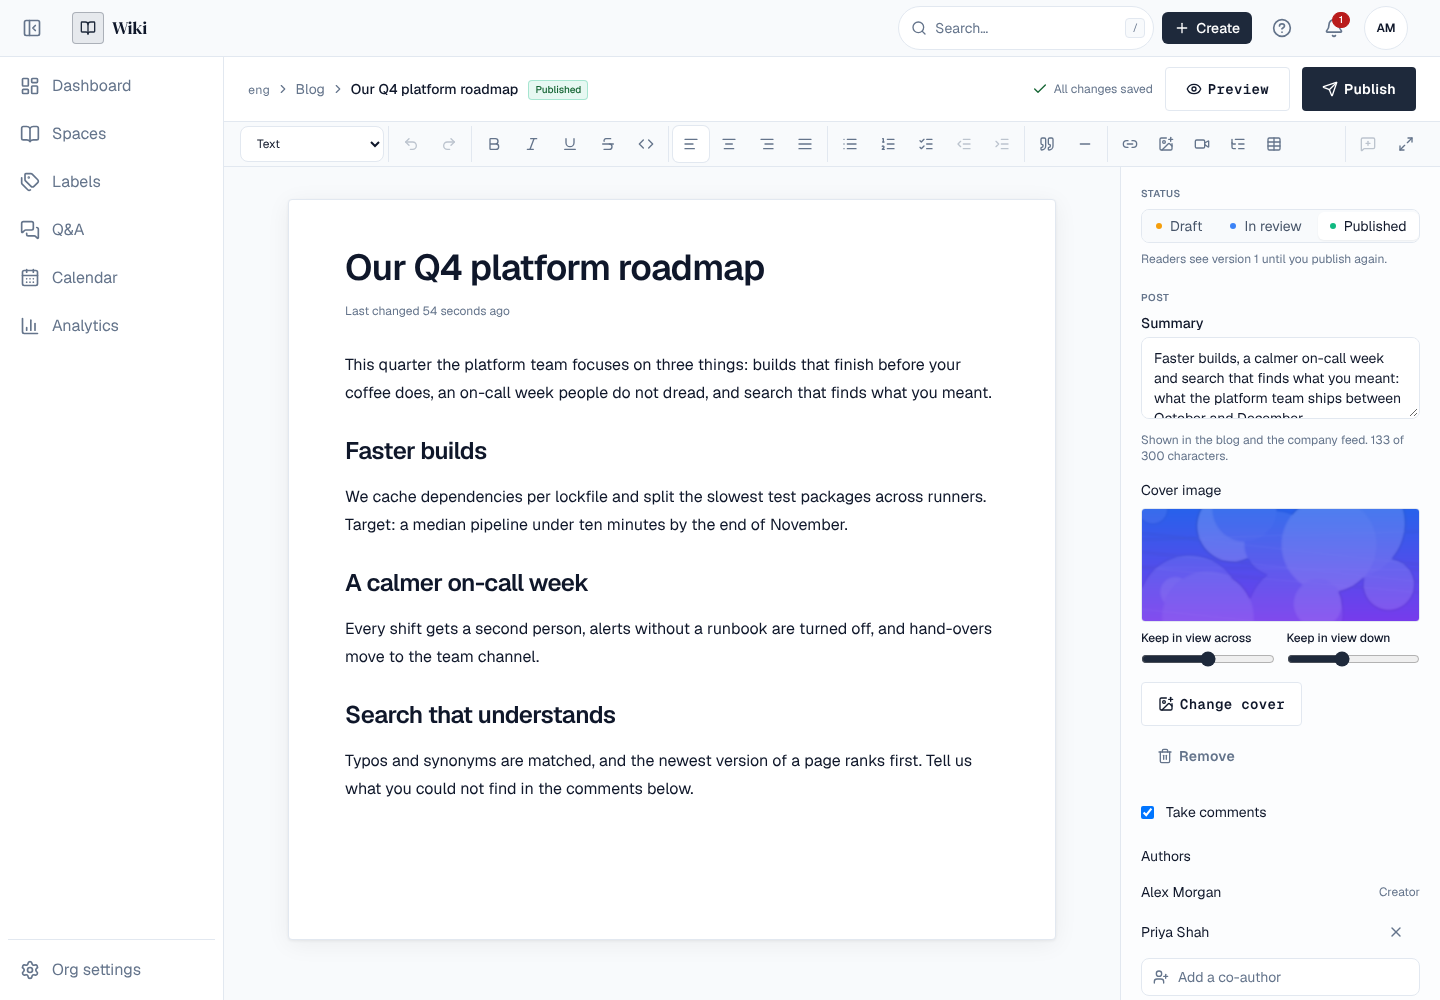 Wiki
Search...
/
Create
1
AM
Dashboard
Spaces
Labels
Q&A
Calendar
Analytics
Org settings
eng > Blog > Our Q4 platform roadmap Published
All changes saved
Preview
Publish
Text
Our Q4 platform roadmap
Last changed 54 seconds ago
This quarter the platform team focuses on three things: builds that finish before your
coffee does, an on-call week people do not dread, and search that finds what you meant.
Faster builds
We cache dependencies per lockfile and split the slowest test packages across runners.
Target: a median pipeline under ten minutes by the end of November.
A calmer on-call week
Every shift gets a second person, alerts without a runbook are turned off, and hand-overs
move to the team channel.
Search that understands
Typos and synonyms are matched, and the newest version of a page ranks first. Tell us
what you could not find in the comments below.
STATUS
Draft
In review
Published
Readers see version 1 until you publish again.
POST
Summary
Faster builds, a calmer on-call week
and search that finds what you meant:
what the platform team ships between
October and December
Shown in the blog and the company feed. 133 of
300 characters.
Cover image
Keep in view across
Keep in view down
Change cover
Remove
Take comments
Authors
Alex Morgan
Creator
Priya Shah
Add a co-author